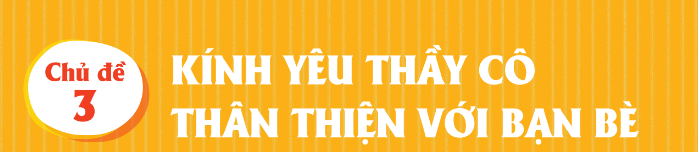 Chủ đề
3
KÍNH YÊU THẦY CÔ
THÂN THIỆN VỚI BẠN BÈ